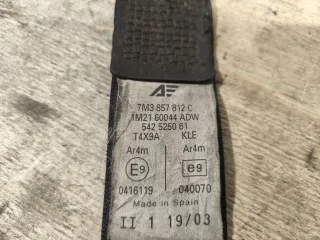 7M3 857 812 C
1M21 60044 ADW
542 5250 61
T4X9A KLE
Ar4m Ar4m
E9 e9
0416119 040070
Made in Spain
II 1 19/03